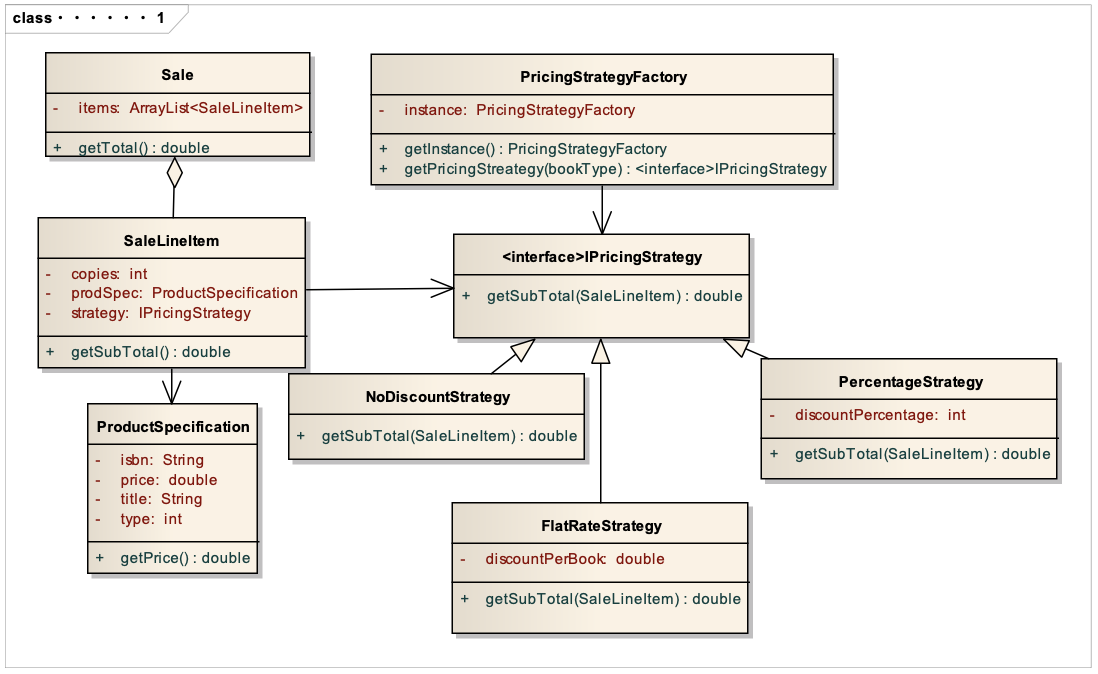 class · · · · · · 1
Sale
- items: ArrayList<SaleLineItem>
+ getTotal() : double
PricingStrategyFactory
- instance: PricingStrategyFactory
+ getInstance() : PricingStrategyFactory
+ getPricingStreategy(bookType) : <interface>IPricingStrategy
SaleLineItem
- copies: int
- prodSpec: ProductSpecification
- strategy: IPricingStrategy
+ getSubTotal() : double
<interface>IPricingStrategy
+ getSubTotal(SaleLineItem) : double
NoDiscountStrategy
+ getSubTotal(SaleLineItem) : double
PercentageStrategy
- discountPercentage: int
+ getSubTotal(SaleLineItem) : double
ProductSpecification
- isbn: String
- price: double
- title: String
- type: int
+ getPrice() : double
FlatRateStrategy
- discountPerBook: double
+ getSubTotal(SaleLineItem) : double